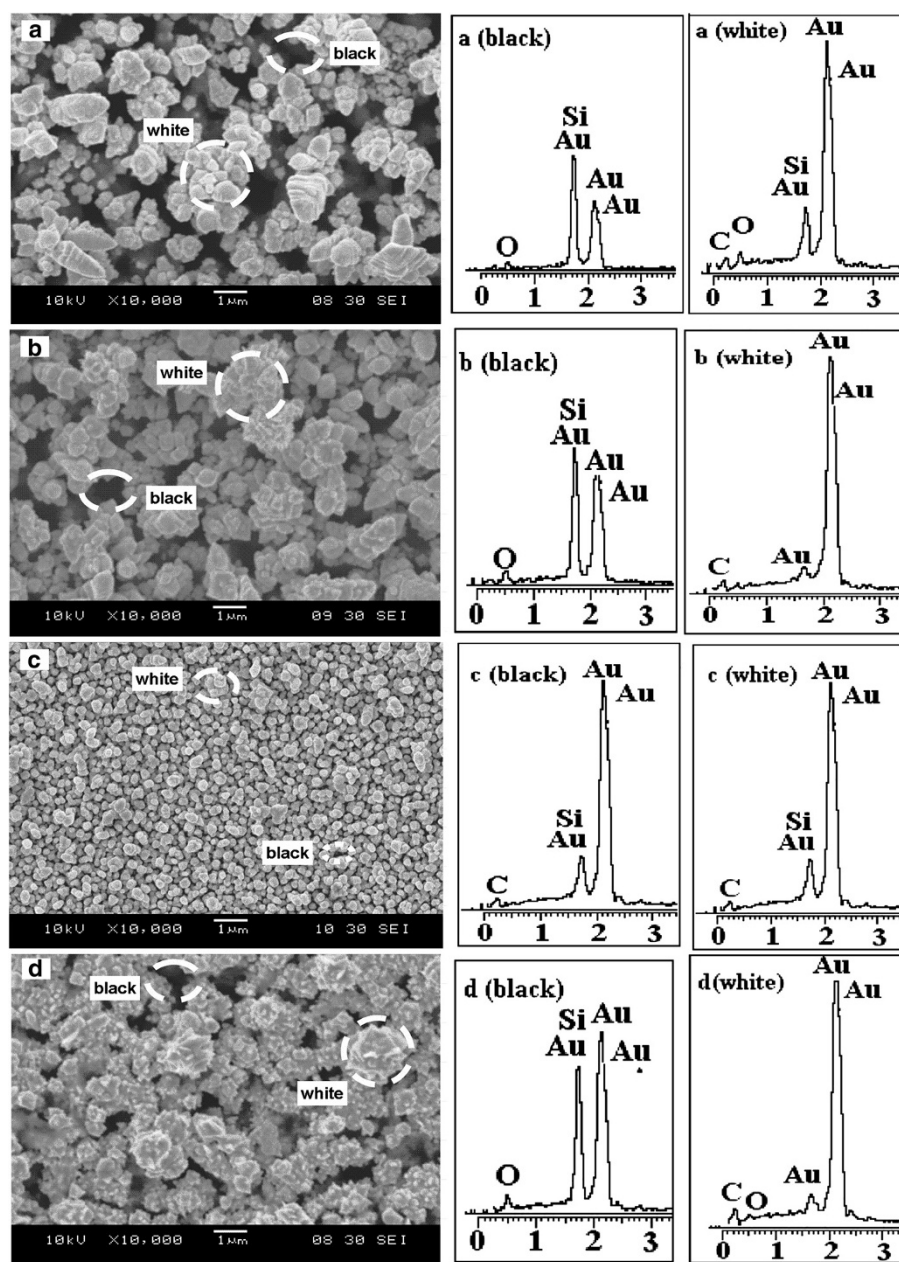 a
black
white
10kV X10,000 1μm 08 30 SEI
a (black)
Si
Au
Au
Au
O
0 1 2 3
a (white)
Au
Au
Si
Au
C O
0 1 2 3
b
white
black
10kV X10,000 1μm 09 30 SEI
b (black)
Si
Au
Au
Au
O
0 1 2 3
b (white)
Au
Au
Au
C
0 1 2 3
c
white
black
10kV X10,000 1μm 10 30 SEI
c (black)
Au
Au
Si
Au
C
0 1 2 3
c (white)
Au
Au
Si
Au
C
0 1 2 3
d
black
white
10kV X10,000 1μm 08 30 SEI
d (black)
Si Au
Au Au
O
0 1 2 3
d(white)
Au
Au
Au
C O
0 1 2 3